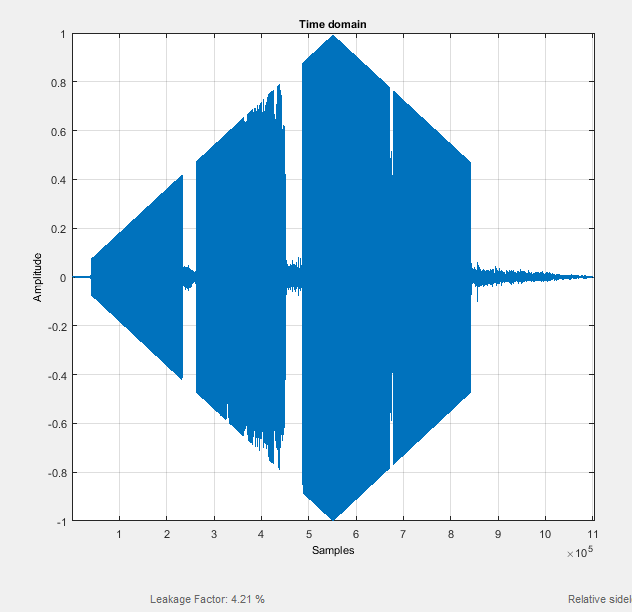 Time domain
1
0.8
0.6
0.4
0.2
0
-0.2
-0.4
-0.6
-0.8
-1
Amplitude
1 2 3 4 5 6 7 8 9 10 11
Samples
×10⁵
Leakage Factor: 4.21 % Relative sidel